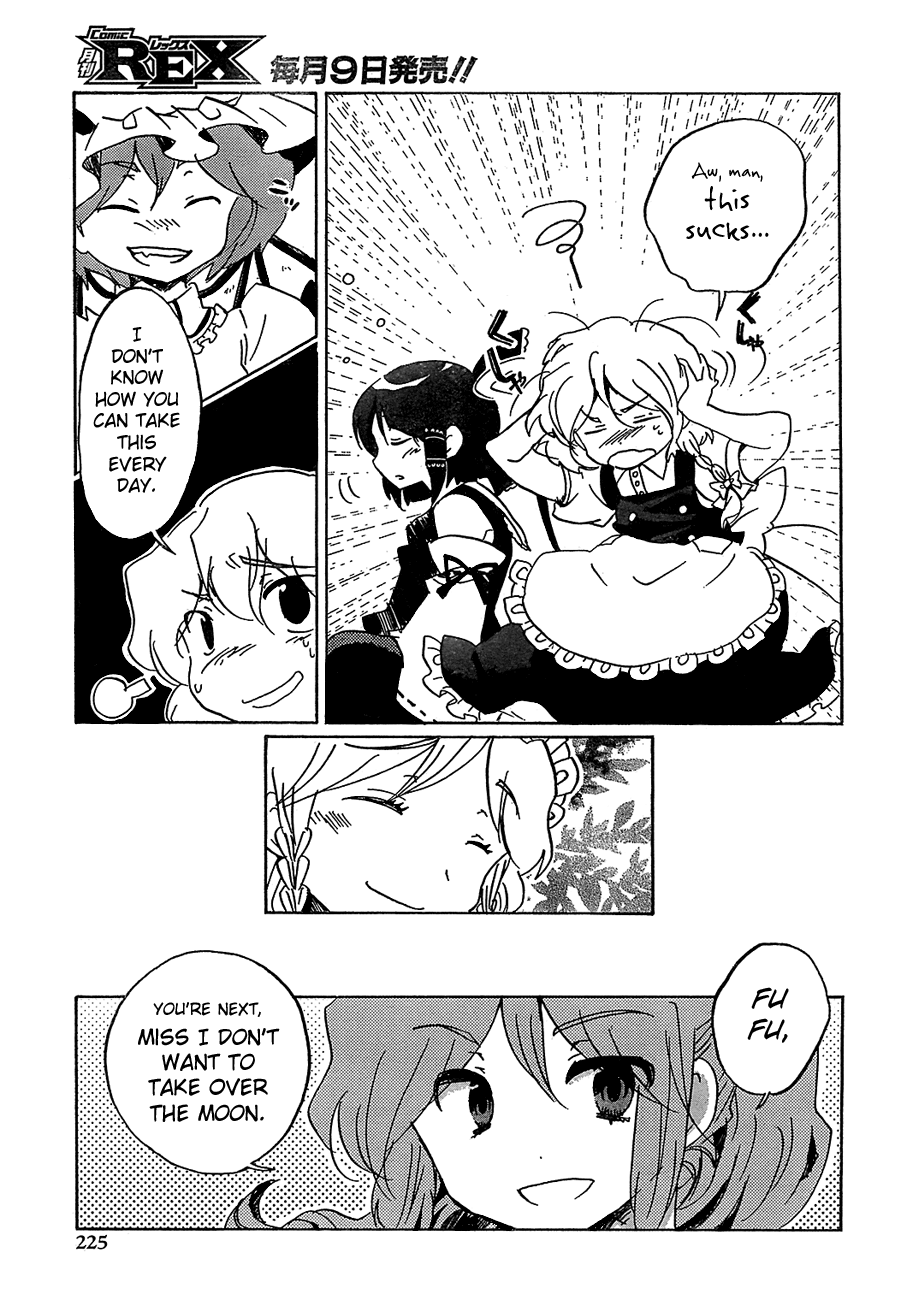 Comic
月刊
レックス
REX
毎月9日発売!!
Aw, man,
this
sucks...
I
DON'T
KNOW
HOW YOU
CAN TAKE
THIS
EVERY
DAY.
FU
FU,
YOU'RE NEXT,
MISS I DON'T
WANT TO
TAKE OVER
THE MOON.
225